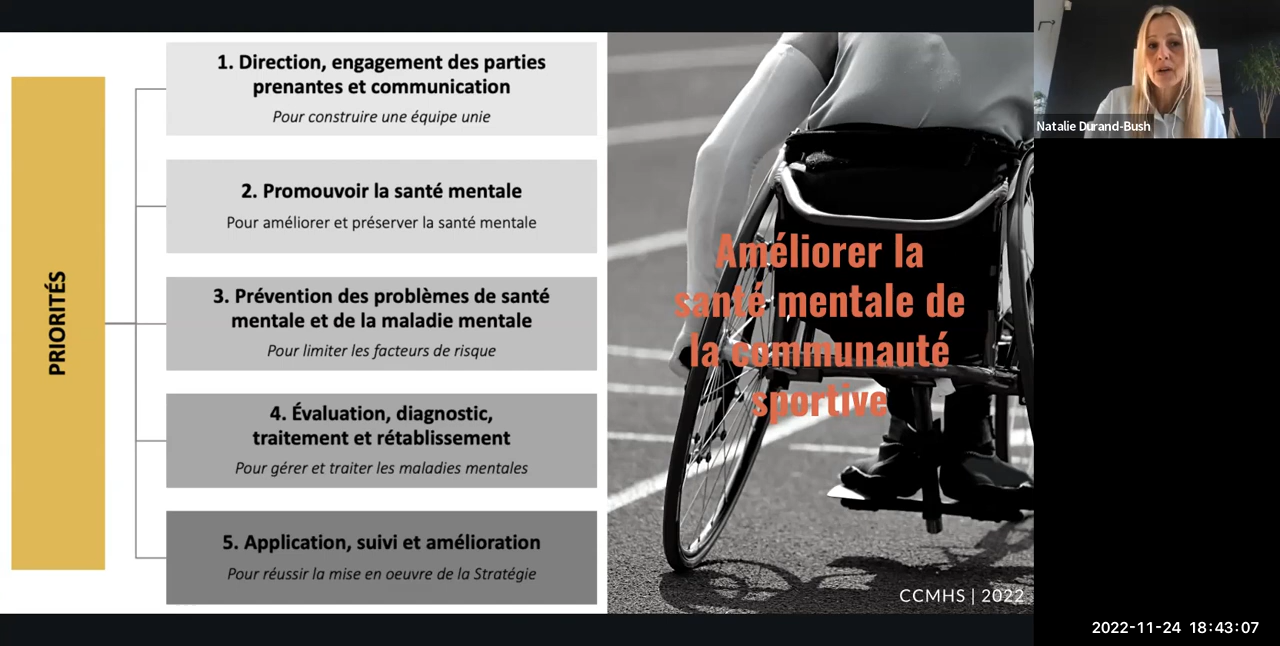 PRIORITÉS
1. Direction, engagement des parties
prenantes et communication
Pour construire une équipe unie
2. Promouvoir la santé mentale
Pour améliorer et préserver la santé mentale
3. Prévention des problèmes de santé
mentale et de la maladie mentale
Pour limiter les facteurs de risque
4. Évaluation, diagnostic,
traitement et rétablissement
Pour gérer et traiter les maladies mentales
5. Application, suivi et amélioration
Pour réussir la mise en oeuvre de la Stratégie
Améliorer la
santé mentale de
la communauté
sportive
CCMHS | 2022
Natalie Durand-Bush
2022-11-24 18:43:07